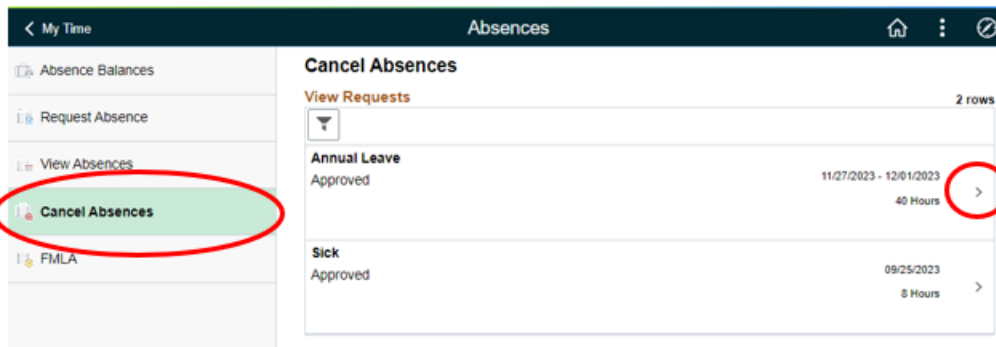 My Time
Absences
Absence Balances
Request Absence
View Absences
Cancel Absences
FMLA
Cancel Absences
View Requests
2 rows
Annual Leave
Approved
11/27/2023 - 12/01/2023
40 Hours
Sick
Approved
09/25/2023
8 Hours